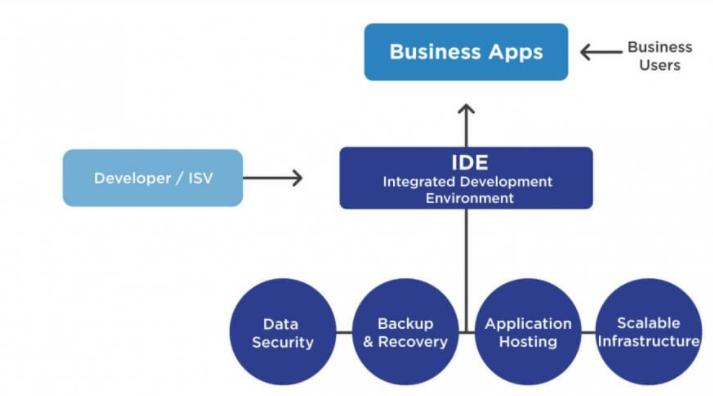 Business Apps
Business
Users
Developer / ISV
IDE
Integrated Development
Environment
Data
Security
Backup
& Recovery
Application
Hosting
Scalable
Infrastructure